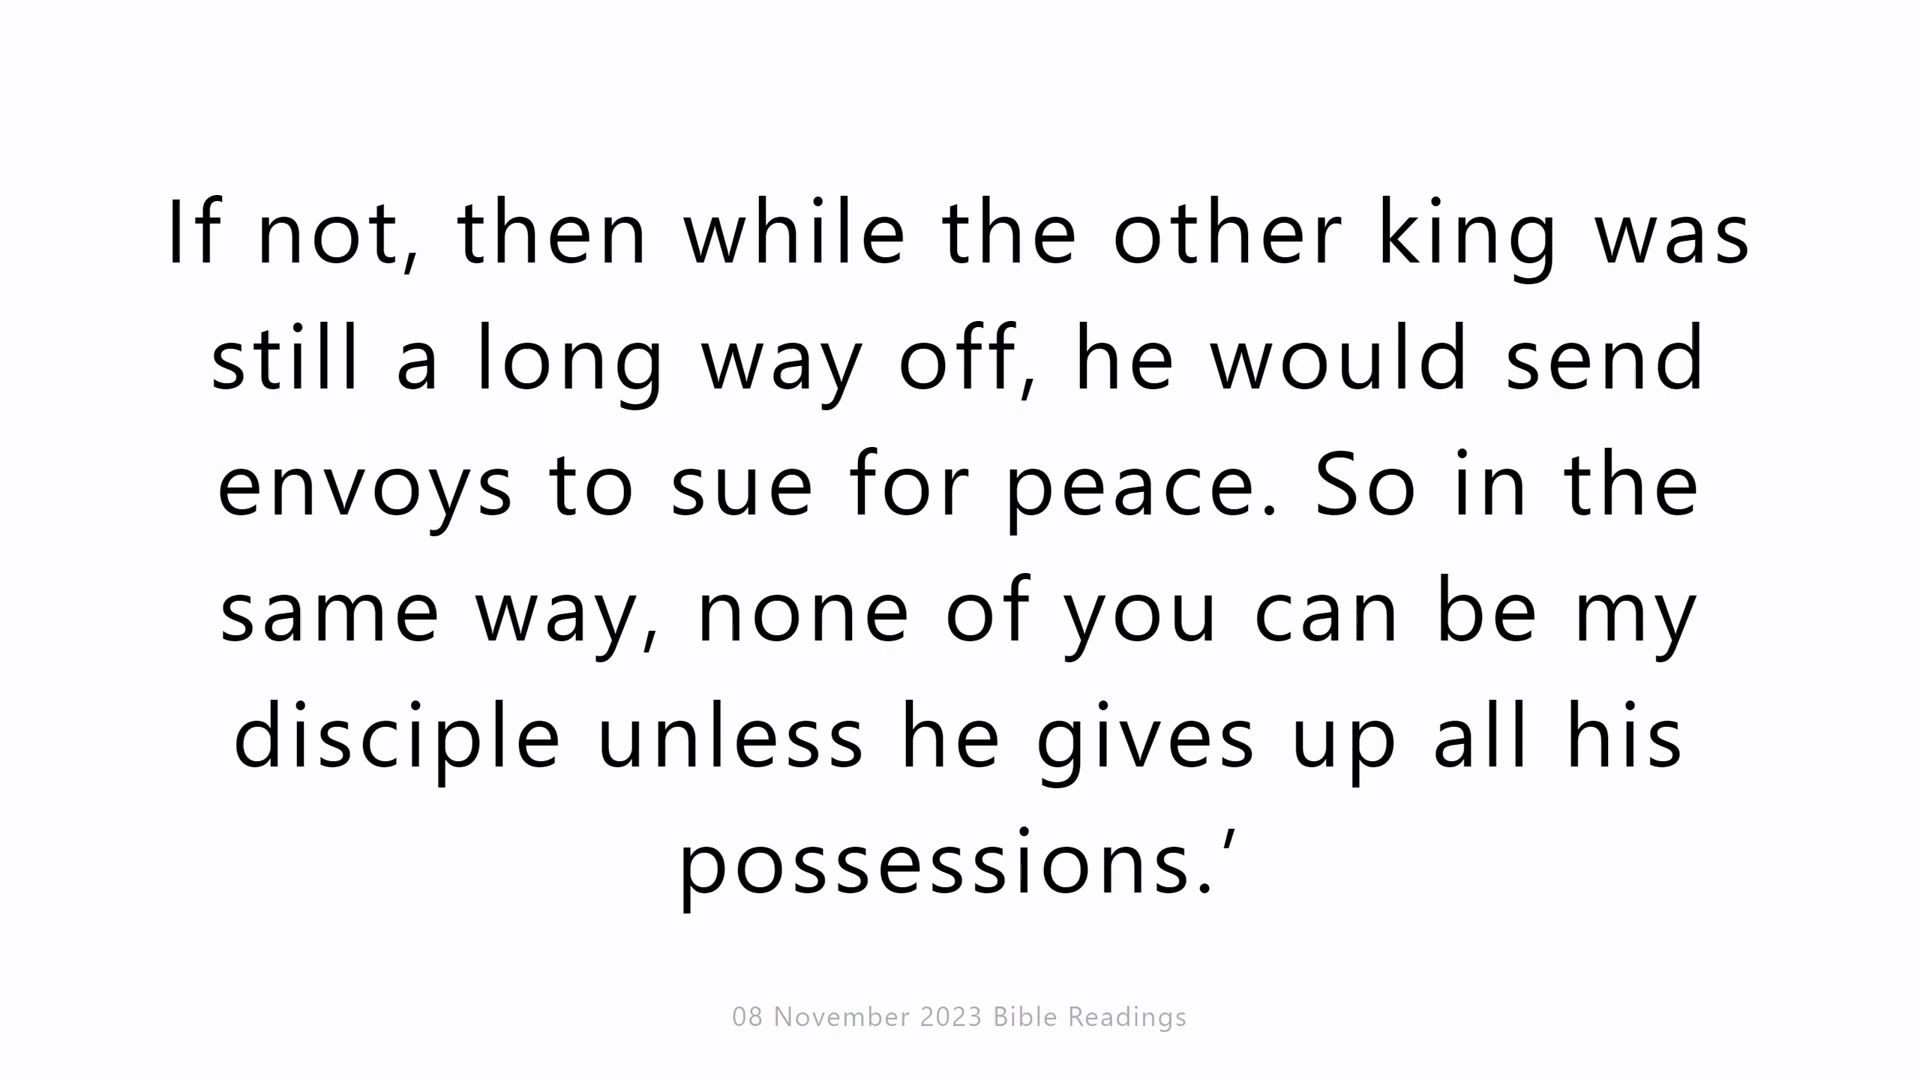 If not, then while the other king was
still a long way off, he would send
envoys to sue for peace. So in the
same way, none of you can be my
disciple unless he gives up all his
possessions.’
08 November 2023 Bible Readings